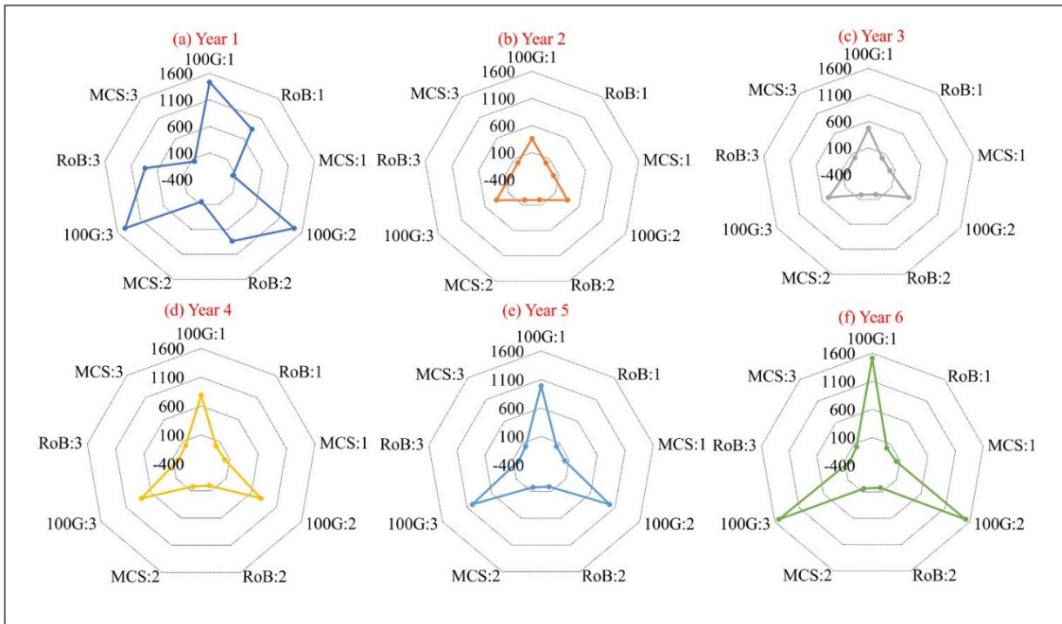 (a) Year 1
100G:1
1600
1100
600
100
-400
RoB:1
MCS:1
100G:2
RoB:2
MCS:2
100G:3
RoB:3
MCS:3
(b) Year 2
100G:1
1600
1100
600
100
-400
RoB:1
MCS:1
100G:2
RoB:2
MCS:2
100G:3
RoB:3
MCS:3
(c) Year 3
100G:1
1600
1100
600
100
-400
RoB:1
MCS:1
100G:2
RoB:2
MCS:2
100G:3
RoB:3
MCS:3
(d) Year 4
100G:1
1600
1100
600
100
-400
RoB:1
MCS:1
100G:2
RoB:2
MCS:2
100G:3
RoB:3
MCS:3
(e) Year 5
100G:1
1600
1100
600
100
-400
RoB:1
MCS:1
100G:2
RoB:2
MCS:2
100G:3
RoB:3
MCS:3
(f) Year 6
100G:1
1600
1100
600
100
-400
RoB:1
MCS:1
100G:2
RoB:2
MCS:2
100G:3
RoB:3
MCS:3